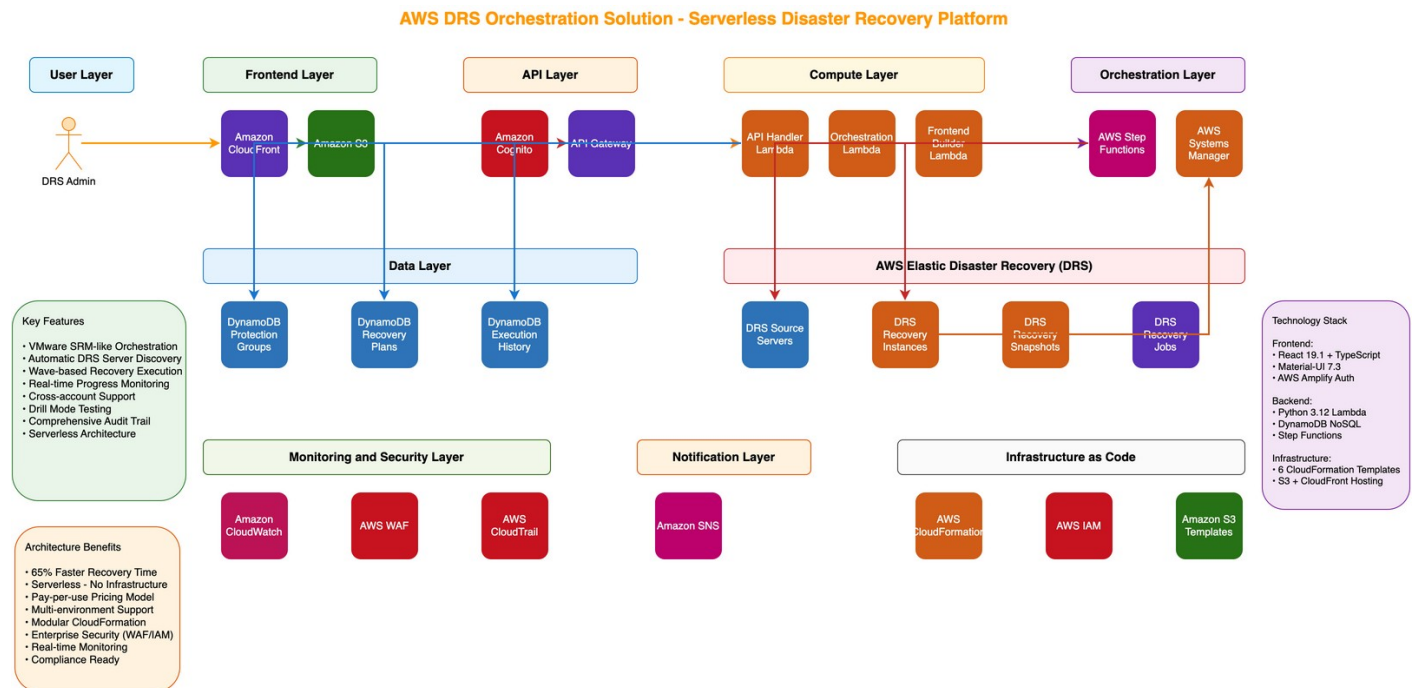 AWS DRS Orchestration Solution - Serverless Disaster Recovery Platform
User Layer
Frontend Layer
API Layer
Compute Layer
Orchestration Layer
DRS Admin
Amazon
CloudFront
Amazon S3
Amazon
Cognito
API Gateway
API Handler
Lambda
Orchestration
Lambda
Frontend
Builder
Lambda
AWS Step
Functions
AWS
Systems
Manager
Data Layer
AWS Elastic Disaster Recovery (DRS)
DynamoDB
Protection
Groups
DynamoDB
Recovery
Plans
DynamoDB
Execution
History
DRS Source
Servers
DRS
Recovery
Instances
DRS
Recovery
Snapshots
DRS
Recovery
Jobs
Key Features
• VMware SRM-like Orchestration
• Automatic DRS Server Discovery
• Wave-based Recovery Execution
• Real-time Progress Monitoring
• Cross-account Support
• Drill Mode Testing
• Comprehensive Audit Trail
• Serverless Architecture
Technology Stack
Frontend:
• React 19.1 + TypeScript
• Material-UI 7.3
• AWS Amplify Auth
Backend:
• Python 3.12 Lambda
• DynamoDB NoSQL
• Step Functions
Infrastructure:
• 6 CloudFormation Templates
• S3 + CloudFront Hosting
Monitoring and Security Layer
Notification Layer
Infrastructure as Code
Amazon
CloudWatch
AWS WAF
AWS
CloudTrail
Amazon SNS
AWS
CloudFormation
AWS IAM
Amazon S3
Templates
Architecture Benefits
• 65% Faster Recovery Time
• Serverless - No Infrastructure
• Pay-per-use Pricing Model
• Multi-environment Support
• Modular CloudFormation
• Enterprise Security (WAF/IAM)
• Real-time Monitoring
• Compliance Ready